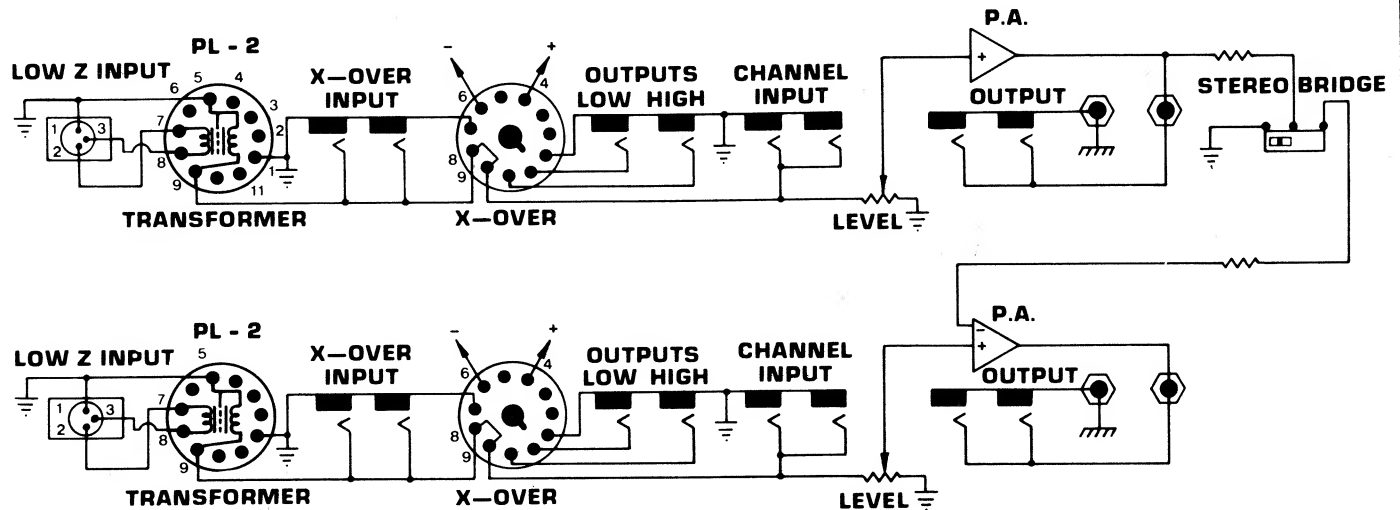 P.A.
PL - 2
LOW Z INPUT
6 5 4
3
7 2
8 1
9 11
1 3
2
TRANSFORMER
X—OVER
INPUT
- +
6 4
8
9
X—OVER
OUTPUTS
LOW HIGH
CHANNEL
INPUT
+
LEVEL
OUTPUT
STEREO BRIDGE
P.A.
PL - 2
LOW Z INPUT
5
7
8
9
1 3
2
TRANSFORMER
X—OVER
INPUT
- +
6 4
8
9
X—OVER
OUTPUTS
LOW HIGH
CHANNEL
INPUT
-
+
LEVEL
OUTPUT